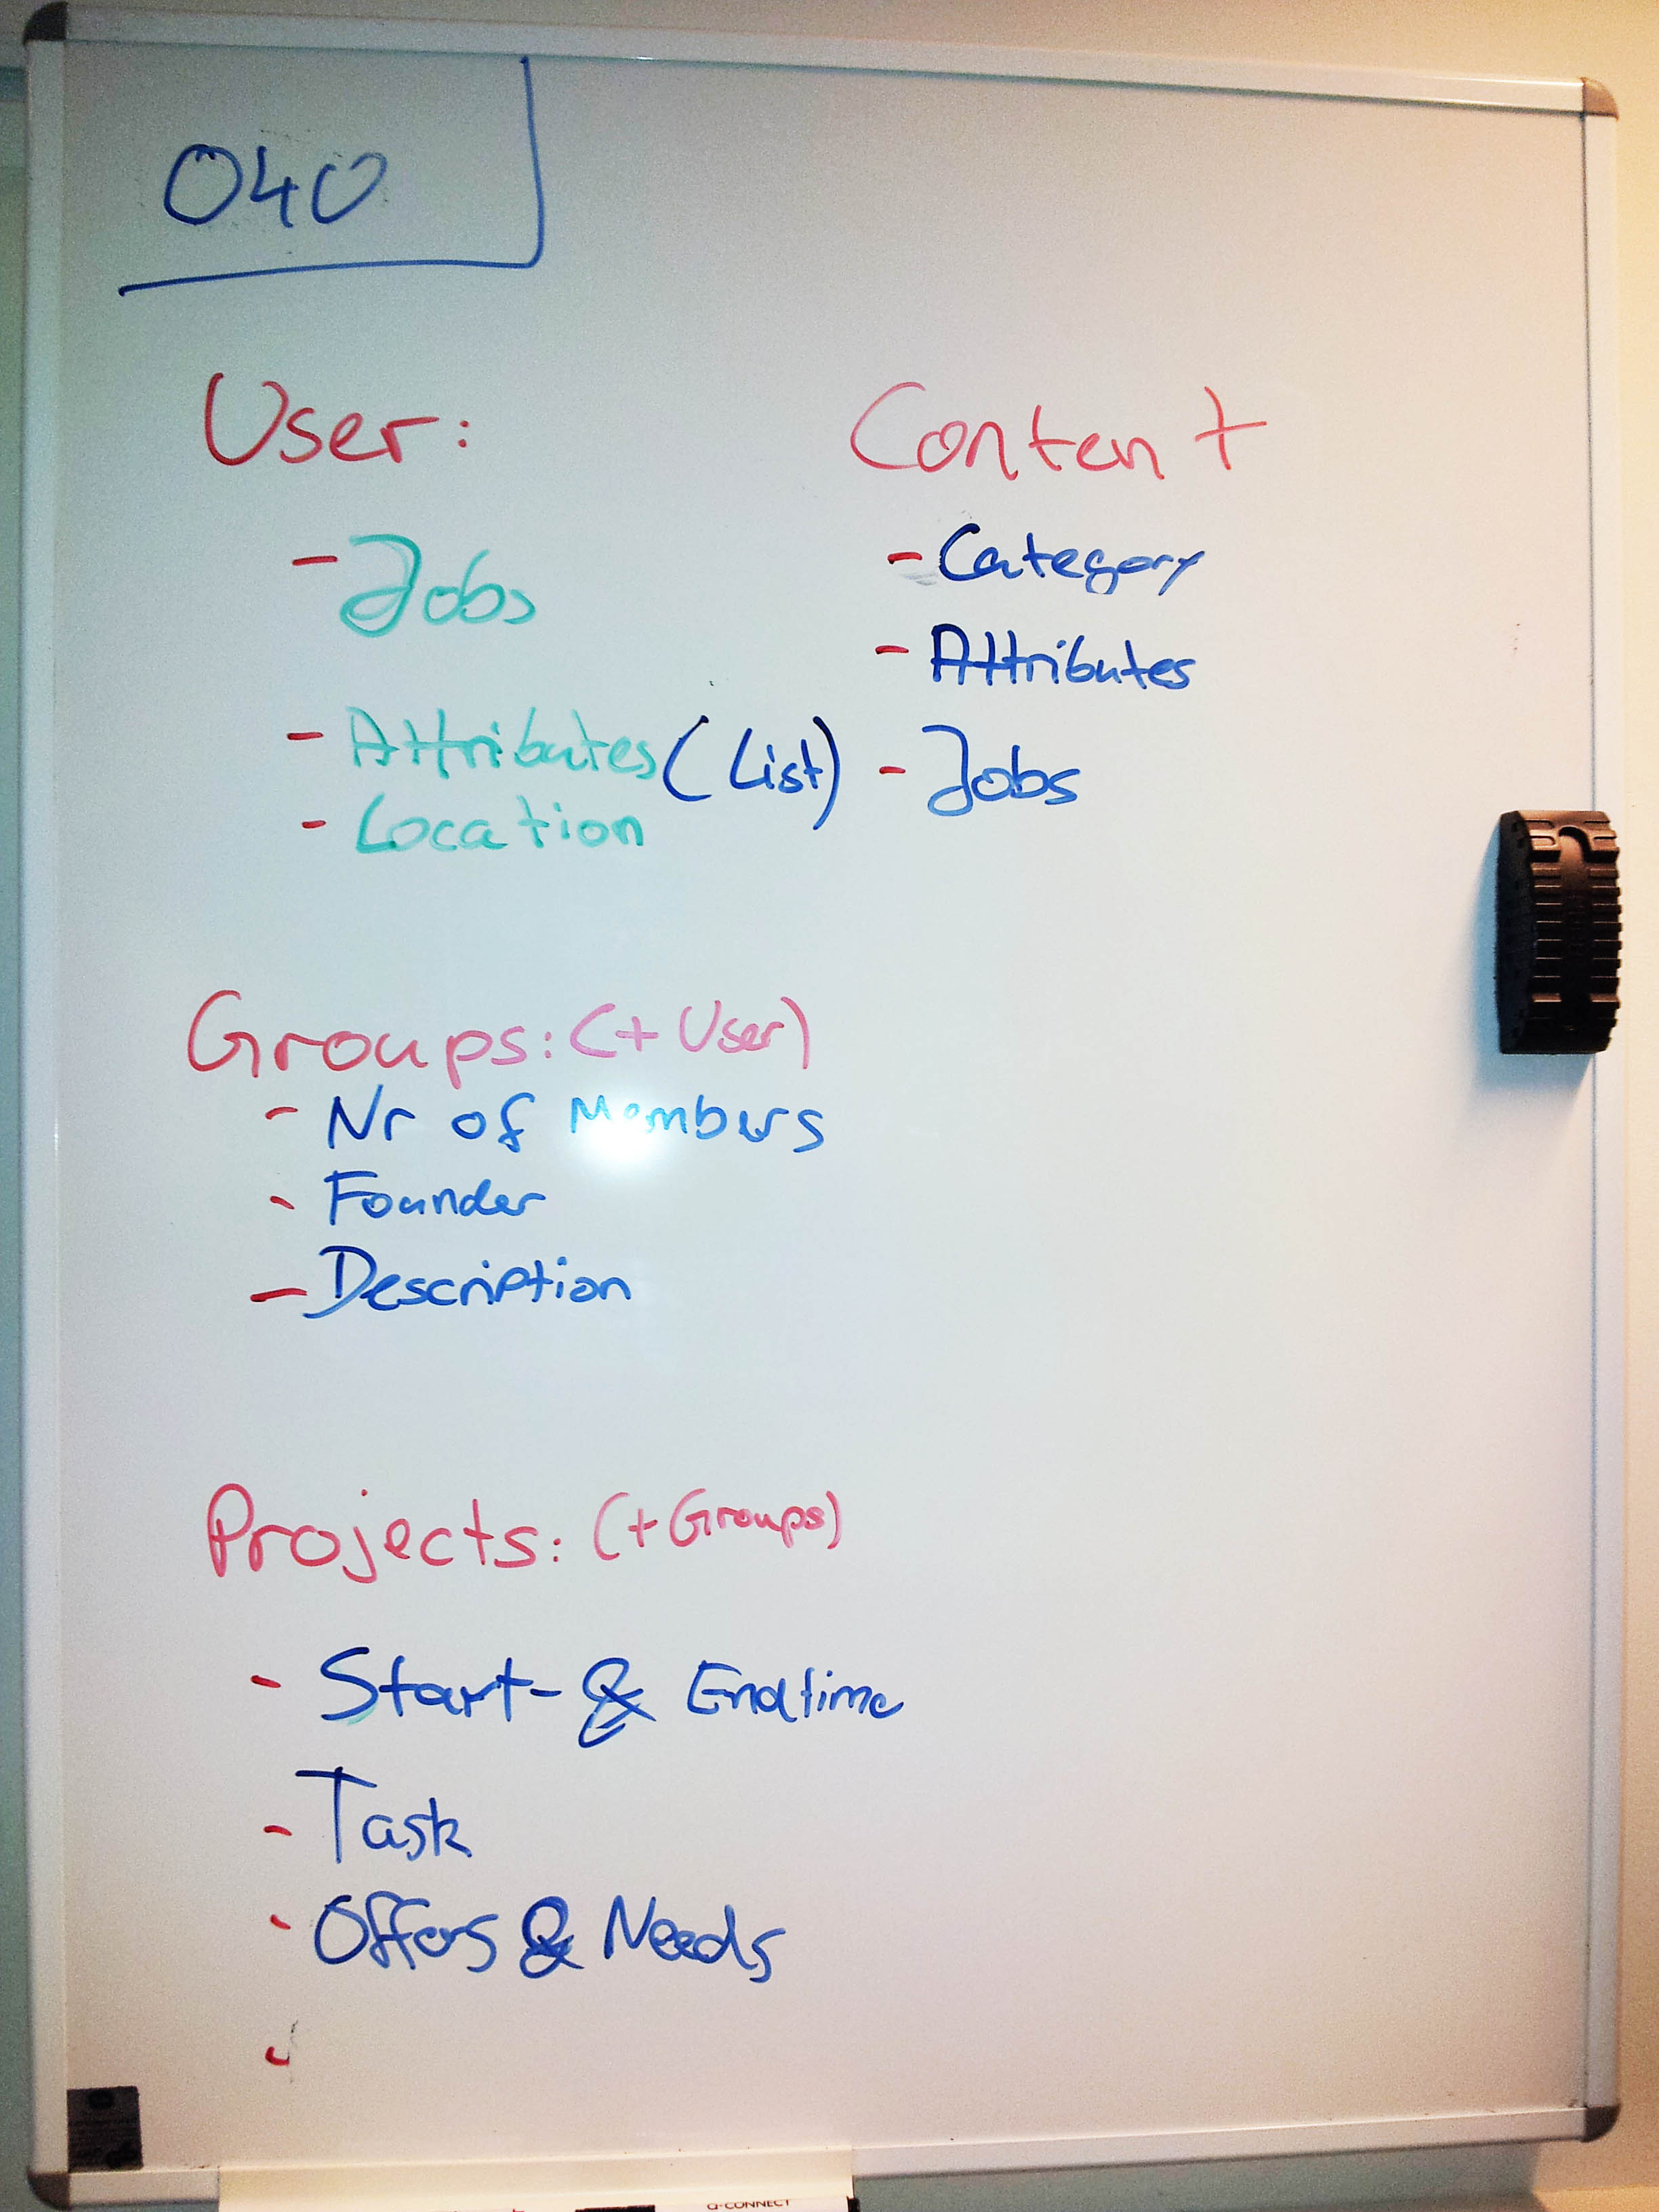 040
User:
- Jobs
- Attributes (List)
- Location
Content
- Category
- Attributes
- Jobs
Groups: (+ User)
- Nr of Members
- Founder
- Description
Projects: (+ Groups)
- Start- & Endtime
- Task
- Offers & Needs
-
Q-CONNECT